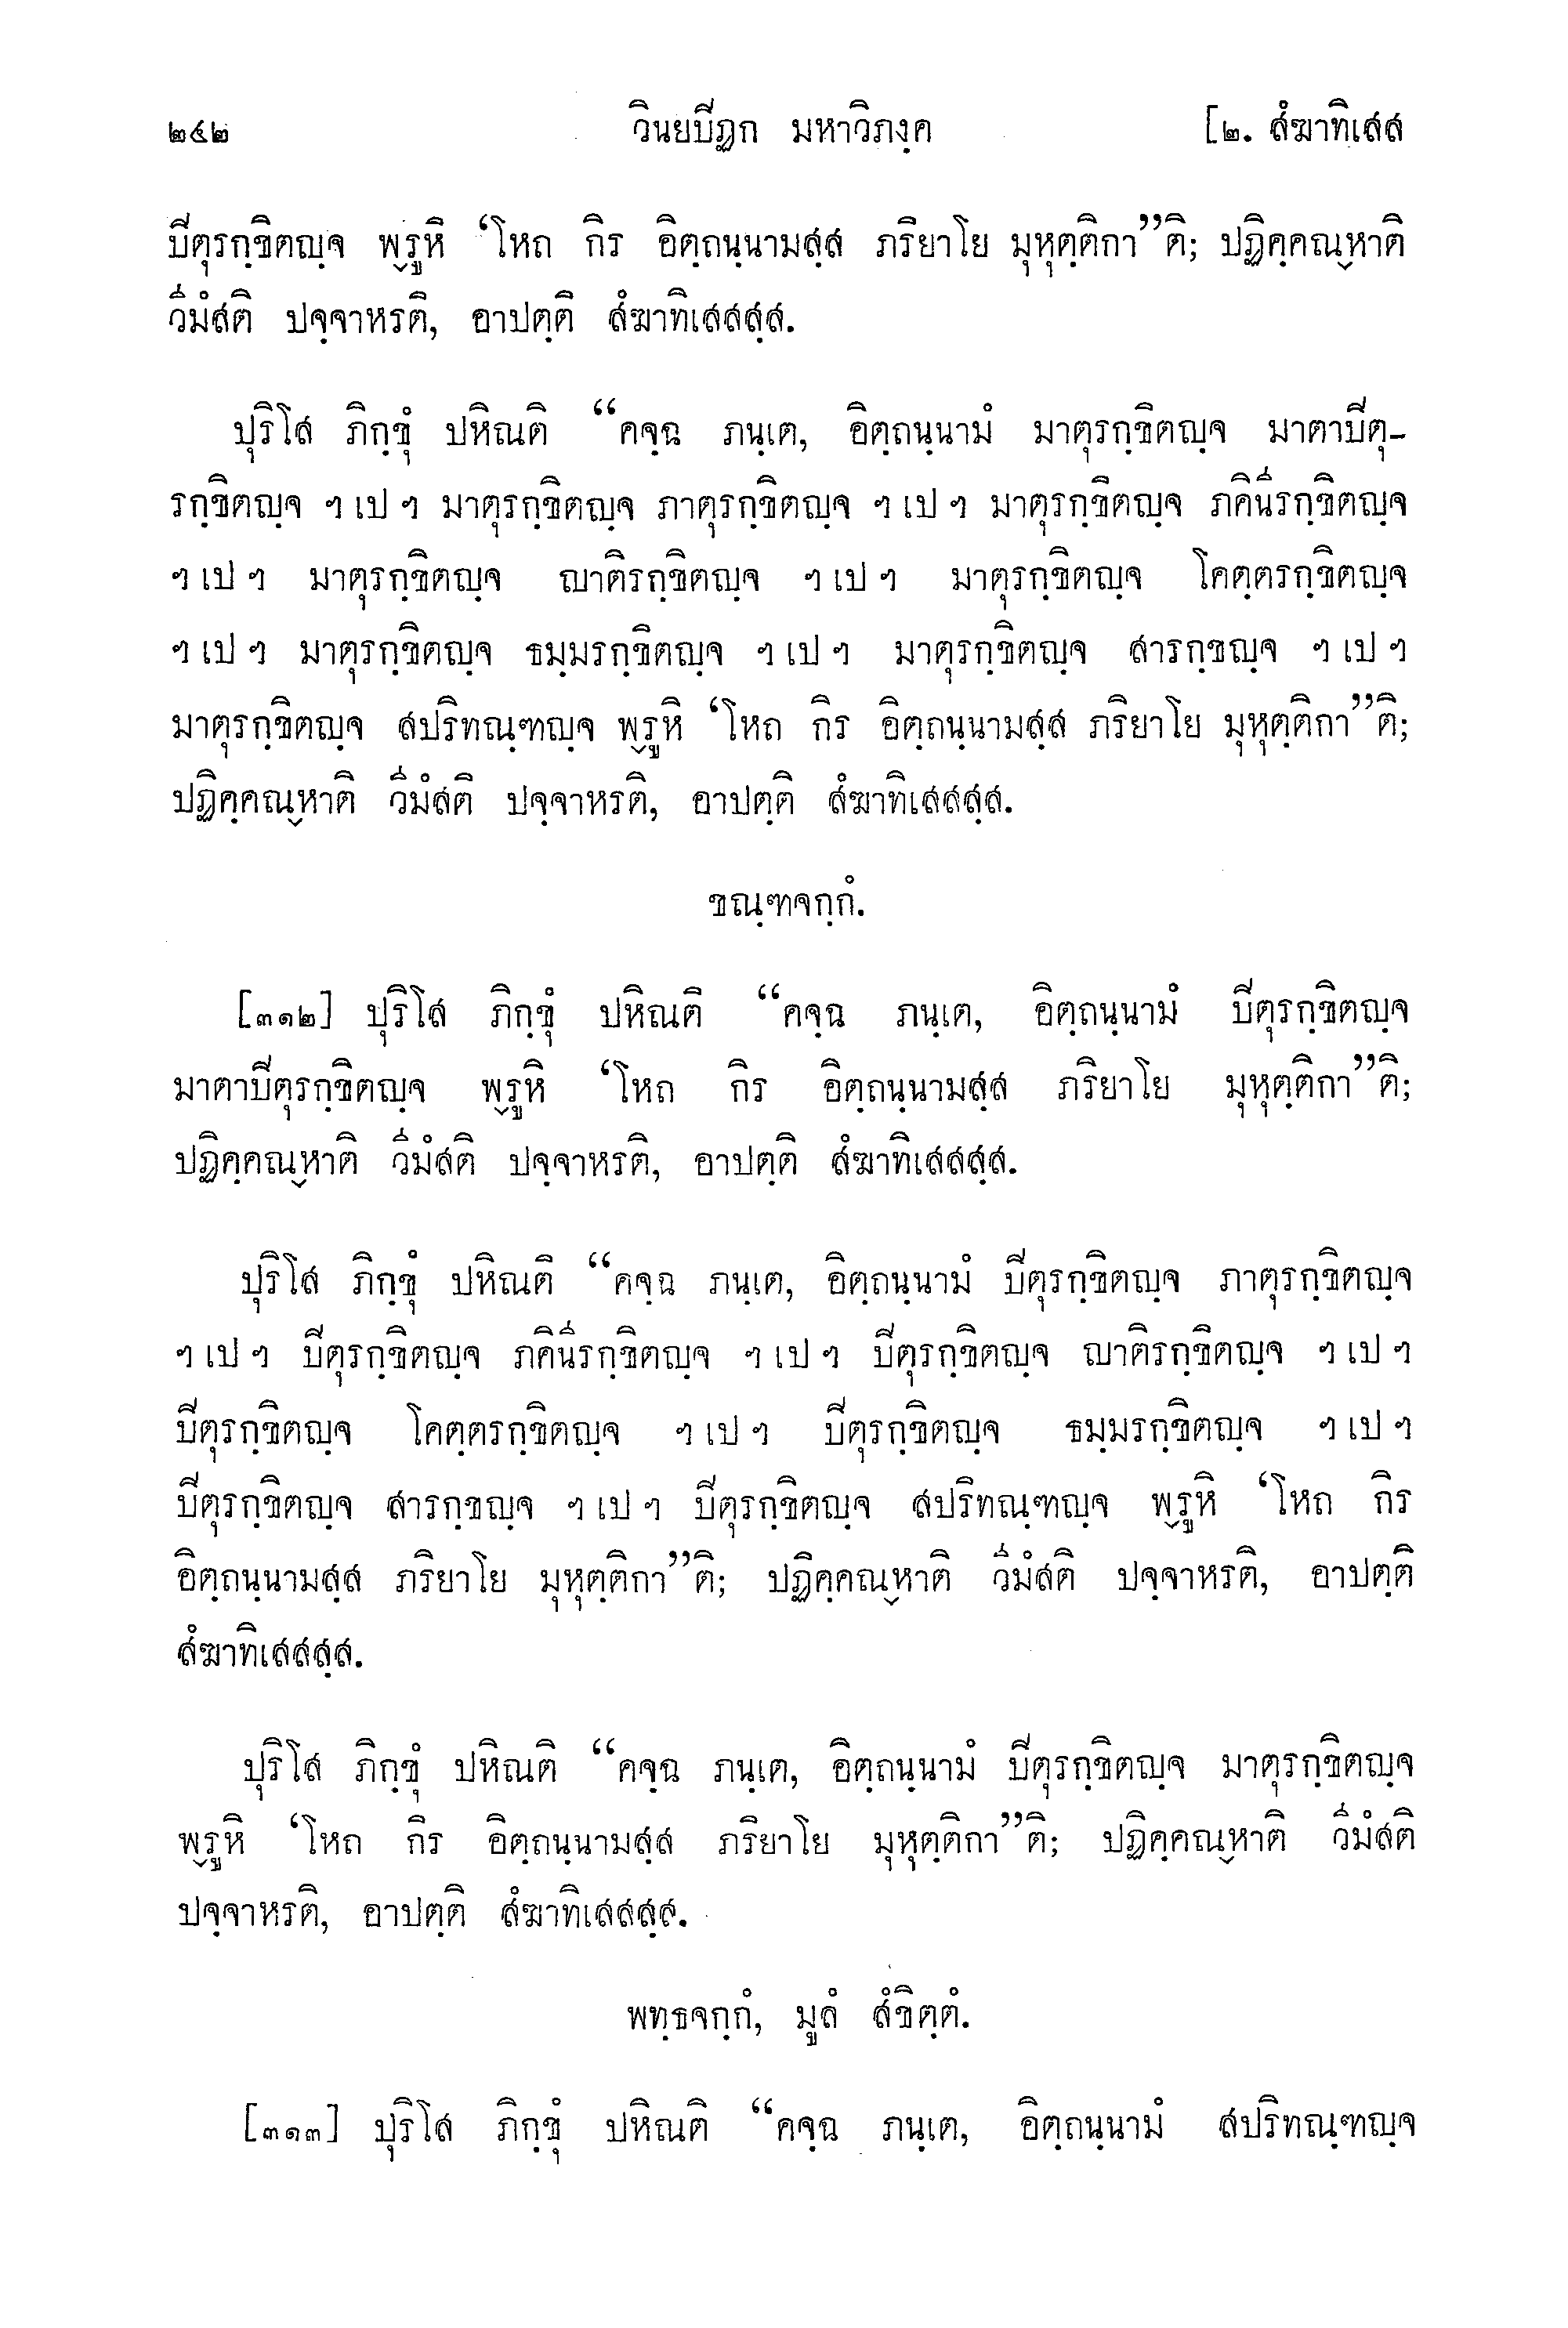 ๒๕๒ วินยปิฏก มหาวิภงฺค [๒. สํฆาทิเสส
ปิตุรกฺขิตญฺจ พฺรูหิ ‘โหถ กิร อิตฺถนฺนามสฺส ภริยาโย มุหุตฺติกา”ติ; ปฏิคฺคณฺหาติ
วีมํสติ ปจฺจาหรติ, อาปตฺติ สํฆาทิเสสสฺส.
ปุริโส ภิกฺขุํ ปหิณติ “คจฺฉ ภนฺเต, อิตฺถนฺนามํ มาตุรกฺขิตญฺจ มาตาปิตุ-
รกฺขิตญฺจ ฯ เป ฯ มาตุรกฺขิตญฺจ ภาตุรกฺขิตญฺจ ฯ เป ฯ มาตุรกฺขิตญฺจ ภคินีรกฺขิตญฺจ
ฯ เป ฯ มาตุรกฺขิตญฺจ ญาติรกฺขิตญฺจ ฯ เป ฯ มาตุรกฺขิตญฺจ โคตฺตรกฺขิตญฺจ
ฯ เป ฯ มาตุรกฺขิตญฺจ ธมฺมรกฺขิตญฺจ ฯ เป ฯ มาตุรกฺขิตญฺจ สารกฺขญฺจ ฯ เป ฯ
มาตุรกฺขิตญฺจ สปริทณฺฑญฺจ พฺรูหิ ‘โหถ กิร อิตฺถนฺนามสฺส ภริยาโย มุหุตฺติกา”ติ;
ปฏิคฺคณฺหาติ วีมํสติ ปจฺจาหรติ, อาปตฺติ สํฆาทิเสสสฺส.
ขณฺฑจกฺกํ.
[๓๑๒] ปุริโส ภิกฺขุํ ปหิณติ “คจฺฉ ภนฺเต, อิตฺถนฺนามํ ปิตุรกฺขิตญฺจ
มาตาปิตุรกฺขิตญฺจ พฺรูหิ ‘โหถ กิร อิตฺถนฺนามสฺส ภริยาโย มุหุตฺติกา”ติ;
ปฏิคฺคณฺหาติ วีมํสติ ปจฺจาหรติ, อาปตฺติ สํฆาทิเสสสฺส.
ปุริโส ภิกฺขุํ ปหิณติ “คจฺฉ ภนฺเต, อิตฺถนฺนามํ ปิตุรกฺขิตญฺจ ภาตุรกฺขิตญฺจ
ฯ เป ฯ ปิตุรกฺขิตญฺจ ภคินีรกฺขิตญฺจ ฯ เป ฯ ปิตุรกฺขิตญฺจ ญาติรกฺขิตญฺจ ฯ เป ฯ
ปิตุรกฺขิตญฺจ โคตฺตรกฺขิตญฺจ ฯ เป ฯ ปิตุรกฺขิตญฺจ ธมฺมรกฺขิตญฺจ ฯ เป ฯ
ปิตุรกฺขิตญฺจ สารกฺขญฺจ ฯ เป ฯ ปิตุรกฺขิตญฺจ สปริทณฺฑญฺจ พฺรูหิ ‘โหถ กิร
อิตฺถนฺนามสฺส ภริยาโย มุหุตฺติกา”ติ; ปฏิคฺคณฺหาติ วีมํสติ ปจฺจาหรติ, อาปตฺติ
สํฆาทิเสสสฺส.
ปุริโส ภิกฺขุํ ปหิณติ “คจฺฉ ภนฺเต, อิตฺถนฺนามํ ปิตุรกฺขิตญฺจ มาตุรกฺขิตญฺจ
พฺรูหิ ‘โหถ กิร อิตฺถนฺนามสฺส ภริยาโย มุหุตฺติกา”ติ; ปฏิคฺคณฺหาติ วีมํสติ
ปจฺจาหรติ, อาปตฺติ สํฆาทิเสสสฺส.
พทฺธจกฺกํ, มูลํ สํขิตฺตํ.
[๓๑๓] ปุริโส ภิกฺขุํ ปหิณติ “คจฺฉ ภนฺเต, อิตฺถนฺนามํ สปริทณฺฑญฺจ